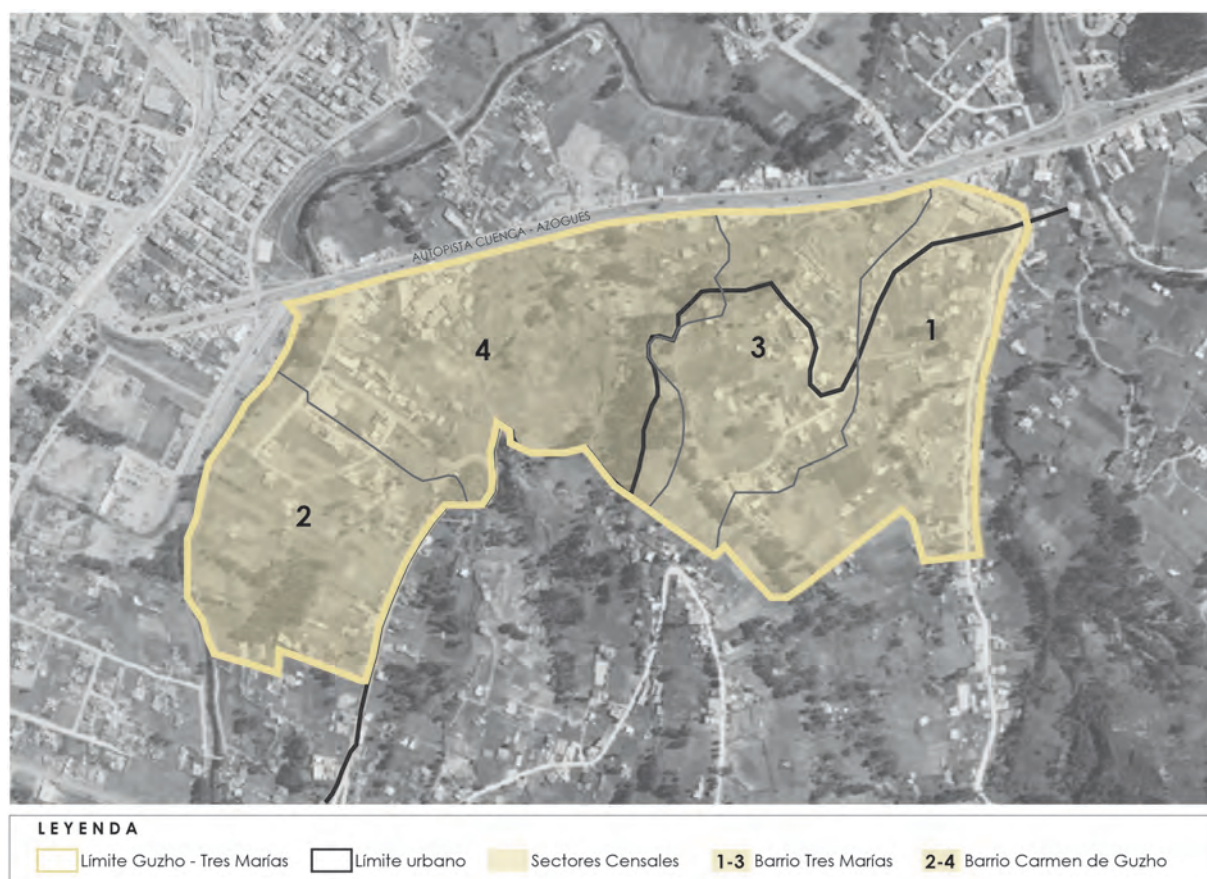 AUTOPISTA CUENCA - AZOGUES
4
3
1
2
LEYENDA
Límite Guzho - Tres Marías
Límite urbano
Sectores Censales
1-3 Barrio Tres Marías
2-4 Barrio Carmen de Guzho